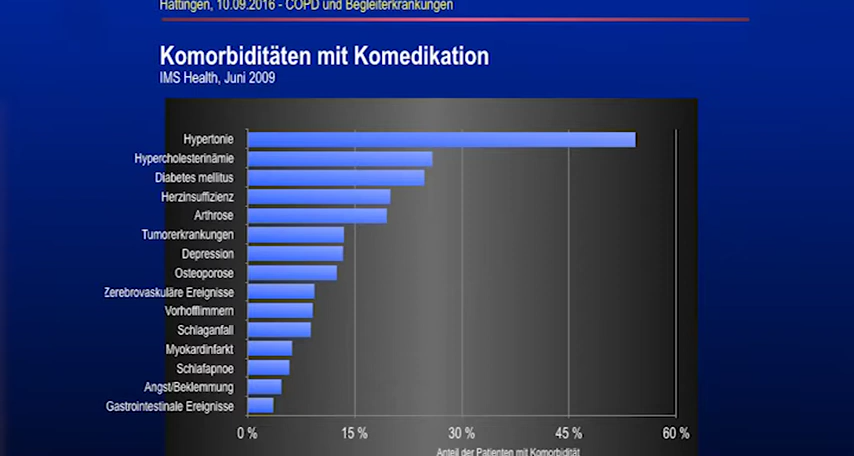 Hattingen, 10.09.2016 - COPD und Begleiterkrankungen
Komorbiditäten mit Komedikation
IMS Health, Juni 2009
Hypertonie
Hypercholesterinämie
Diabetes mellitus
Herzinsuffizienz
Arthrose
Tumorerkrankungen
Depression
Osteoporose
Zerebrovaskuläre Ereignisse
Vorhofflimmern
Schlaganfall
Myokardinfarkt
Schlafapnoe
Angst/Beklemmung
Gastrointestinale Ereignisse
0 % 15 % 30 % 45 % 60 %
Anteil der Patienten mit Komorbidität